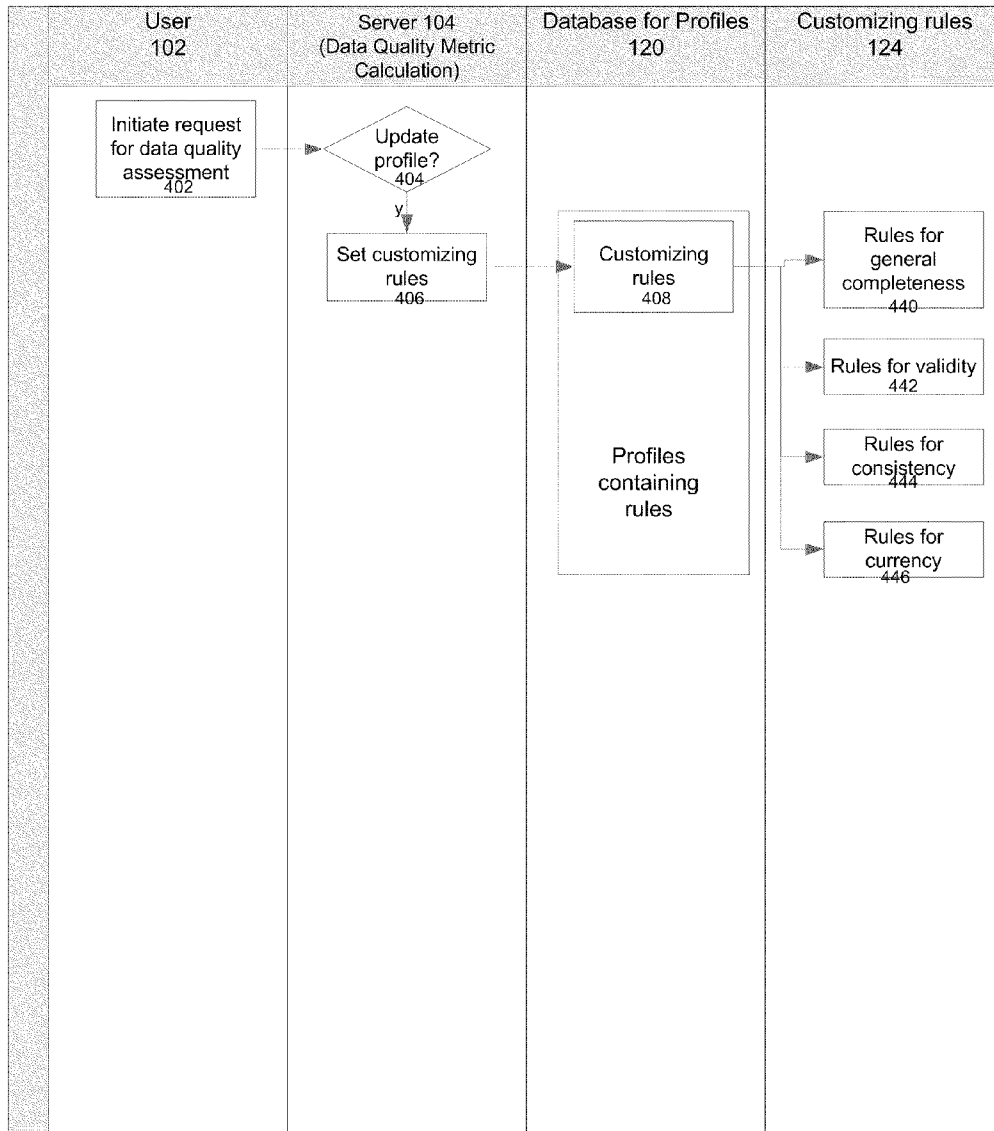 User
102
Server 104
(Data Quality Metric
Calculation)
Database for Profiles
120
Customizing rules
124
Initiate request
for data quality
assessment
402
Update
profile?
404
y
Set customizing
rules
406
Customizing
rules
408
Profiles
containing
rules
Rules for
general
completeness
440
Rules for validity
442
Rules for
consistency
444
Rules for
currency
446